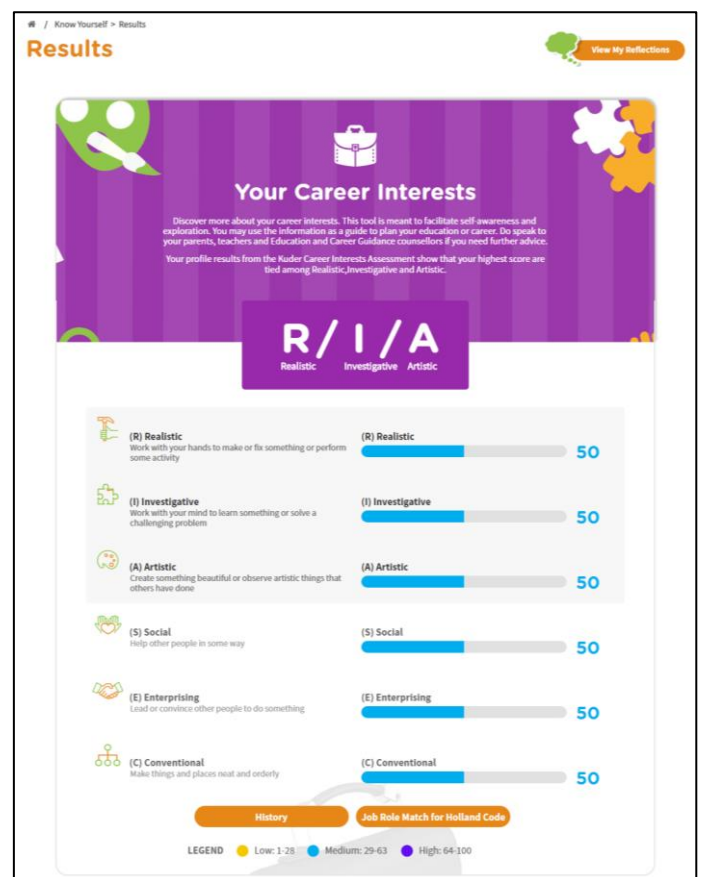 / Know Yourself > Results
Results
View My Reflections
Your Career Interests
Discover more about your career interests. This tool is meant to facilitate self-awareness and
exploration. You may use the information as a guide to plan your education or career. Do speak to
your parents, teachers and Education and Career Guidance counsellors if you need further advice.
Your profile results from the Kuder Career Interests Assessment show that your highest score are
tied among Realistic,Investigative and Artistic.
R/ I /A
Realistic Investigative Artistic
(R) Realistic
Work with your hands to make or fix something or perform
some activity
(R) Realistic
50
(I) Investigative
Work with your mind to learn something or solve a
challenging problem
(I) Investigative
50
(A) Artistic
Create something beautiful or observe artistic things that
others have done
(A) Artistic
50
(S) Social
Help other people in some way
(S) Social
50
(E) Enterprising
Lead or convince other people to do something
(E) Enterprising
50
(C) Conventional
Make things and places neat and orderly
(C) Conventional
50
History
Job Role Match for Holland Code
LEGEND Low: 1-28 Medium: 29-63 High: 64-100